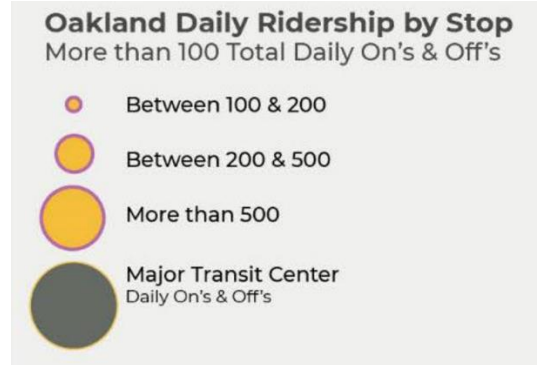 Oakland Daily Ridership by Stop
More than 100 Total Daily On's & Off's
Between 100 & 200
Between 200 & 500
More than 500
Major Transit Center
Daily On's & Off's